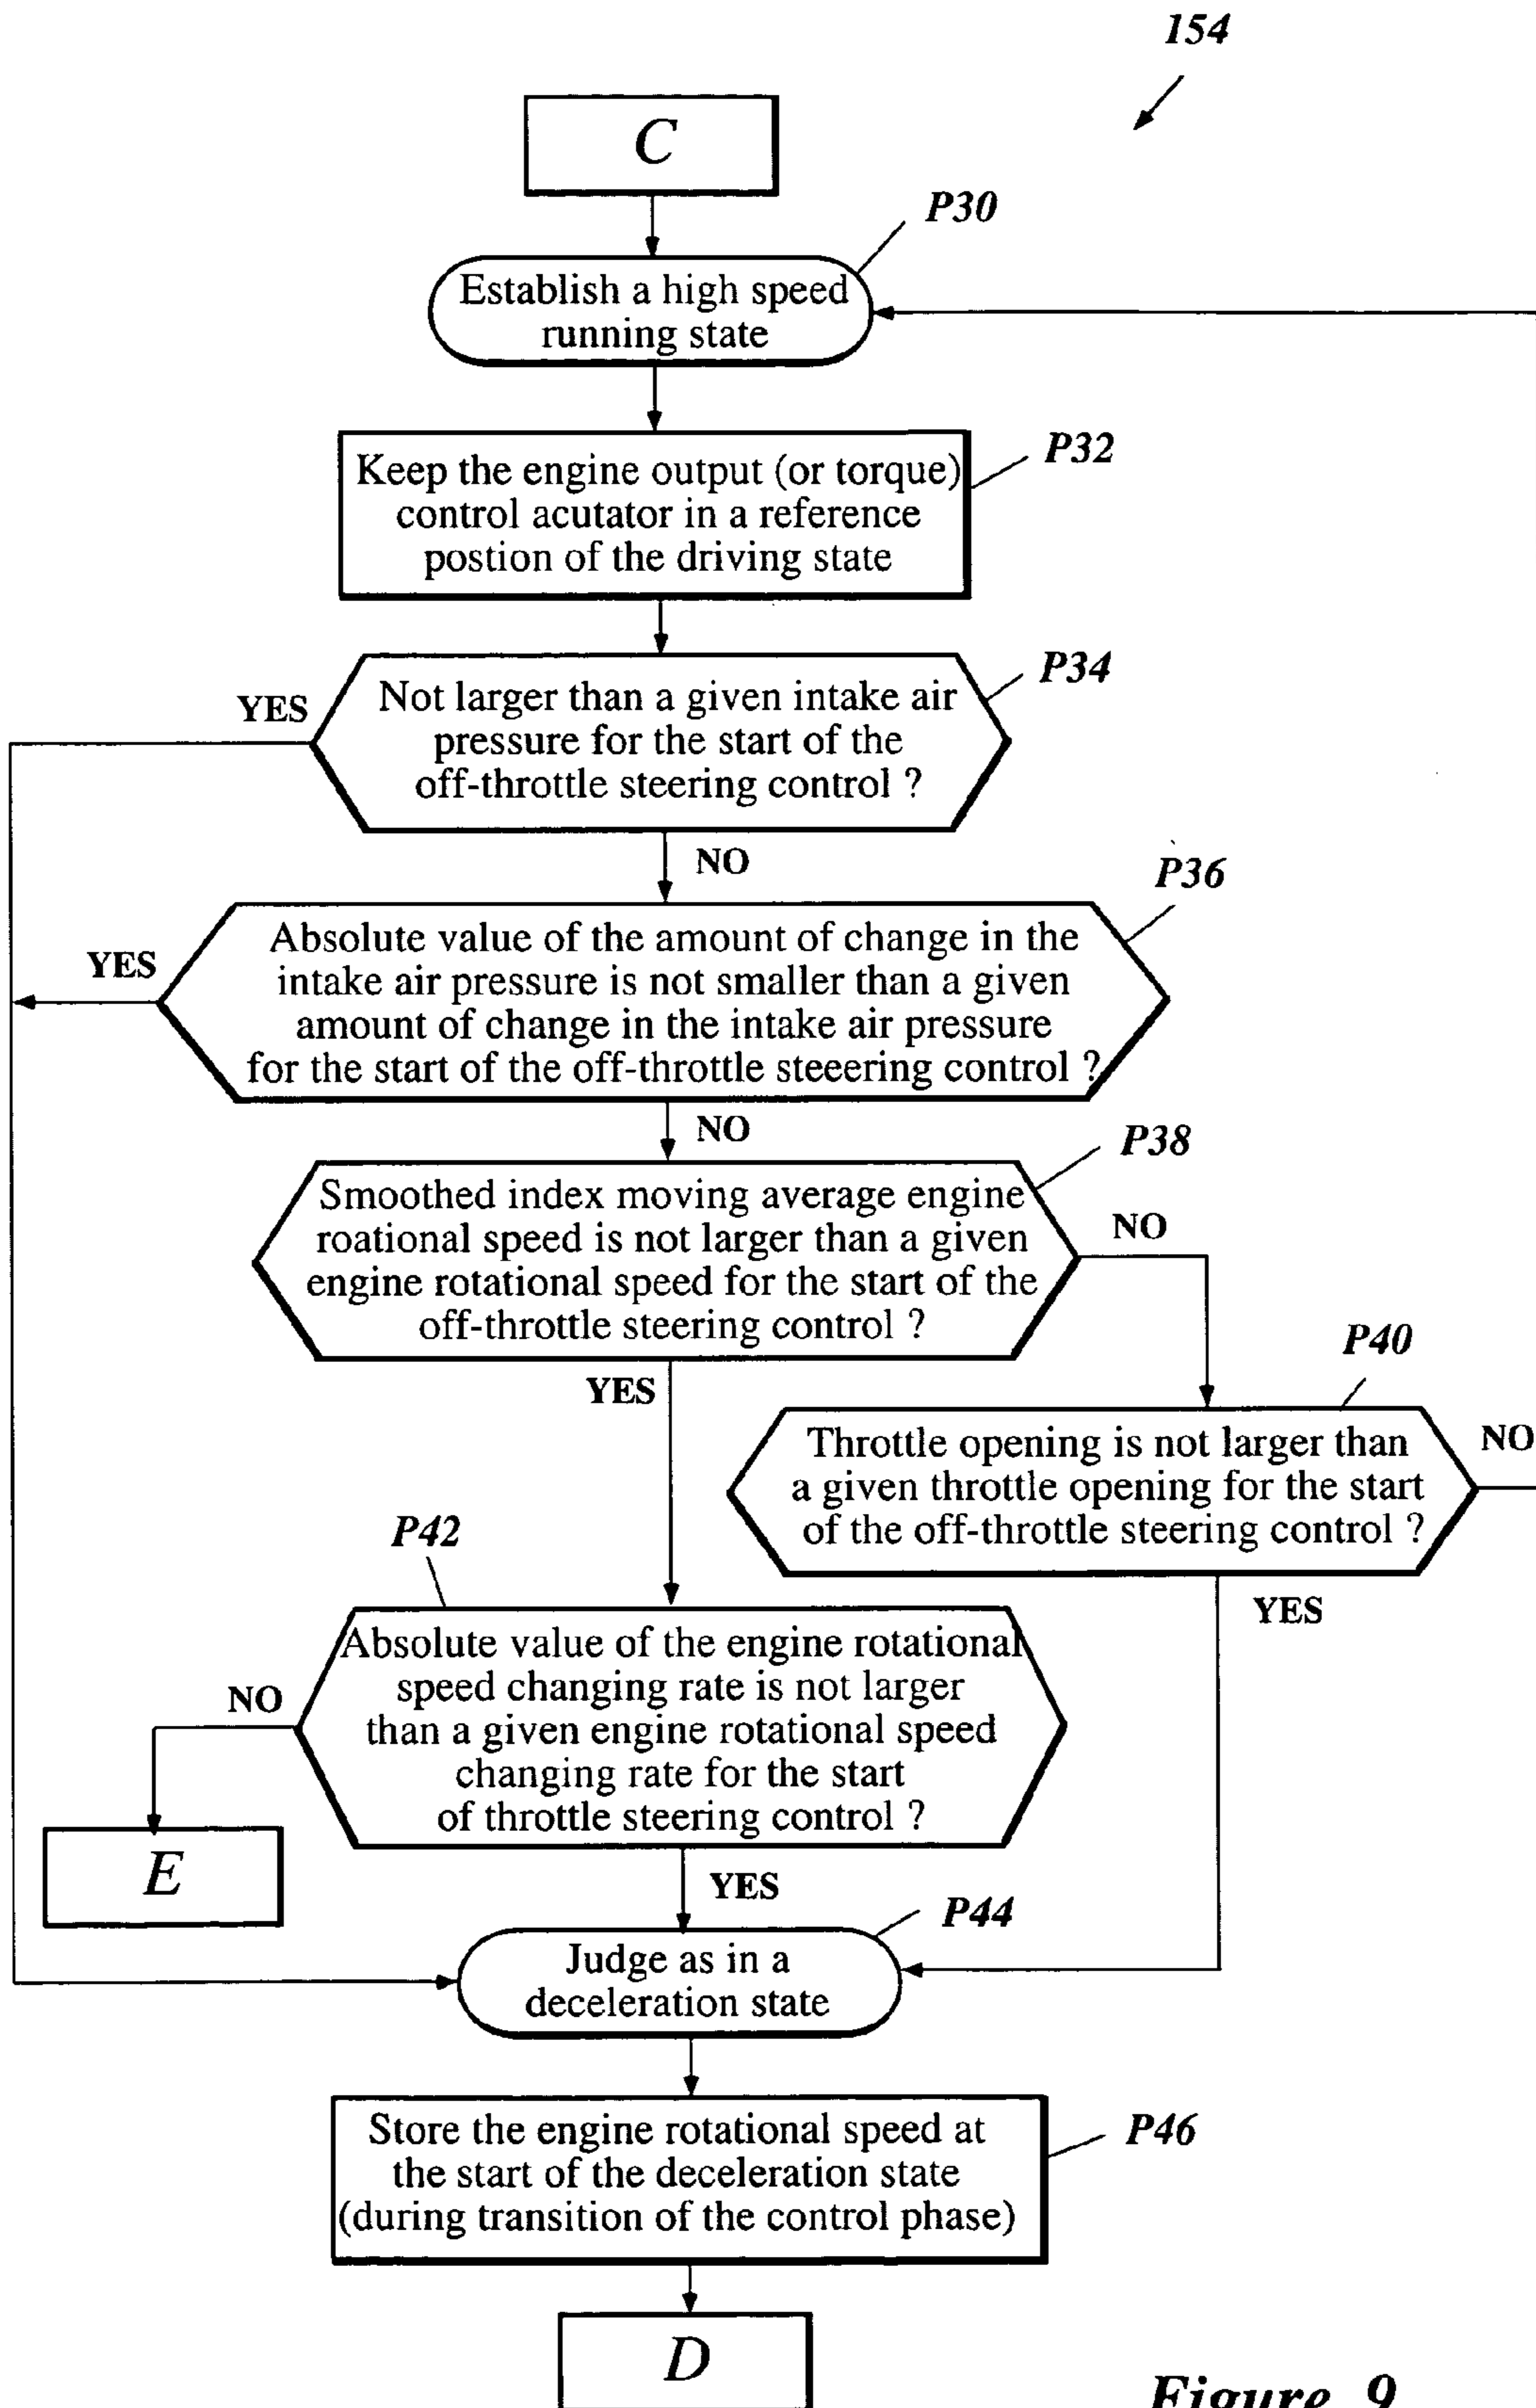 154
C
P30
Establish a high speed
running state
P32
Keep the engine output (or torque)
control acutator in a reference
postion of the driving state
P34
YES
Not larger than a given intake air
pressure for the start of the
off-throttle steering control ?
NO
P36
YES
Absolute value of the amount of change in the
intake air pressure is not smaller than a given
amount of change in the intake air pressure
for the start of the off-throttle steeering control ?
NO
P38
Smoothed index moving average engine
roational speed is not larger than a given
engine rotational speed for the start of the
off-throttle steering control ?
NO
YES
P40
Throttle opening is not larger than
a given throttle opening for the start
of the off-throttle steering control ?
NO
YES
P42
Absolute value of the engine rotational
speed changing rate is not larger
than a given engine rotational speed
changing rate for the start
of throttle steering control ?
NO
E
YES
P44
Judge as in a
deceleration state
P46
Store the engine rotational speed at
the start of the deceleration state
(during transition of the control phase)
D
Figure 9